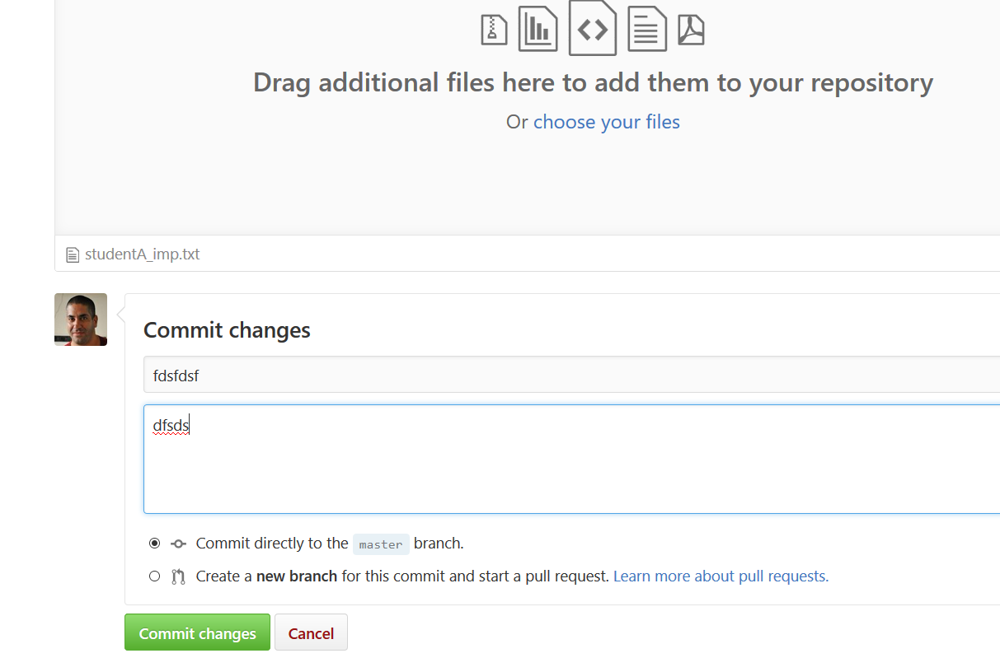 Drag additional files here to add them to your repository
Or choose your files
studentA_imp.txt
Commit changes
fdsfdsf
dfsds
Commit directly to the master branch.
Create a new branch for this commit and start a pull request. Learn more about pull requests.
Commit changes Cancel